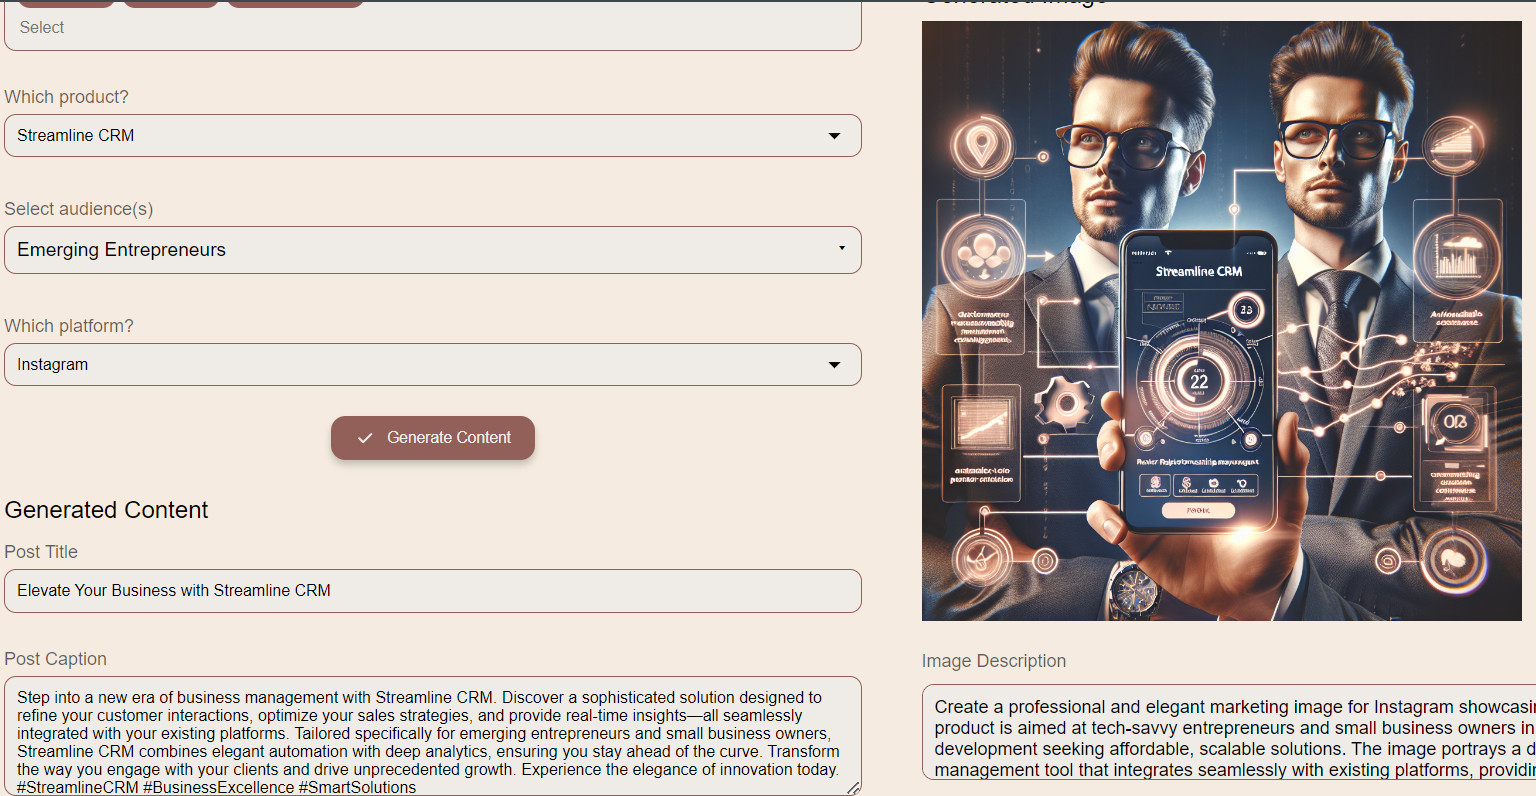 Select
Which product?
Streamline CRM
Select audience(s)
Emerging Entrepreneurs
Which platform?
Instagram
Generate Content
Generated Content
Post Title
Elevate Your Business with Streamline CRM
Post Caption
Step into a new era of business management with Streamline CRM. Discover a sophisticated solution designed to
refine your customer interactions, optimize your sales strategies, and provide real-time insights—all seamlessly
integrated with your existing platforms. Tailored specifically for emerging entrepreneurs and small business owners,
Streamline CRM combines elegant automation with deep analytics, ensuring you stay ahead of the curve. Transform
the way you engage with your clients and drive unprecedented growth. Experience the elegance of innovation today.
#StreamlineCRM #BusinessExcellence #SmartSolutions
Generated Image
Streamline CRM
22
Image Description
Create a professional and elegant marketing image for Instagram showcasin
product is aimed at tech-savvy entrepreneurs and small business owners in
development seeking affordable, scalable solutions. The image portrays a d
management tool that integrates seamlessly with existing platforms, providin